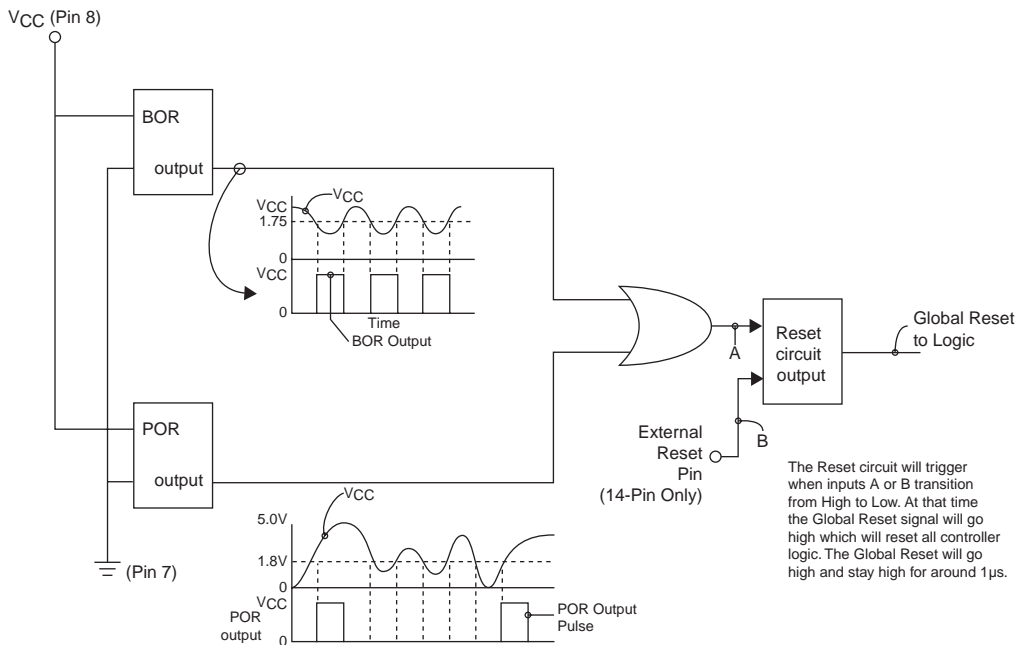 VCC (Pin 8)
BOR
output
VCC
VCC
1.75
0
VCC
0
Time
BOR Output
A
Reset
circuit
output
Global Reset
to Logic
POR
output
External
Reset
Pin
(14-Pin Only)
B
The Reset circuit will trigger
when inputs A or B transition
from High to Low. At that time
the Global Reset signal will go
high which will reset all controller
logic. The Global Reset will go
high and stay high for around 1µs.
(Pin 7)
VCC
5.0V
1.8V
0
VCC
POR
output
0
POR Output
Pulse